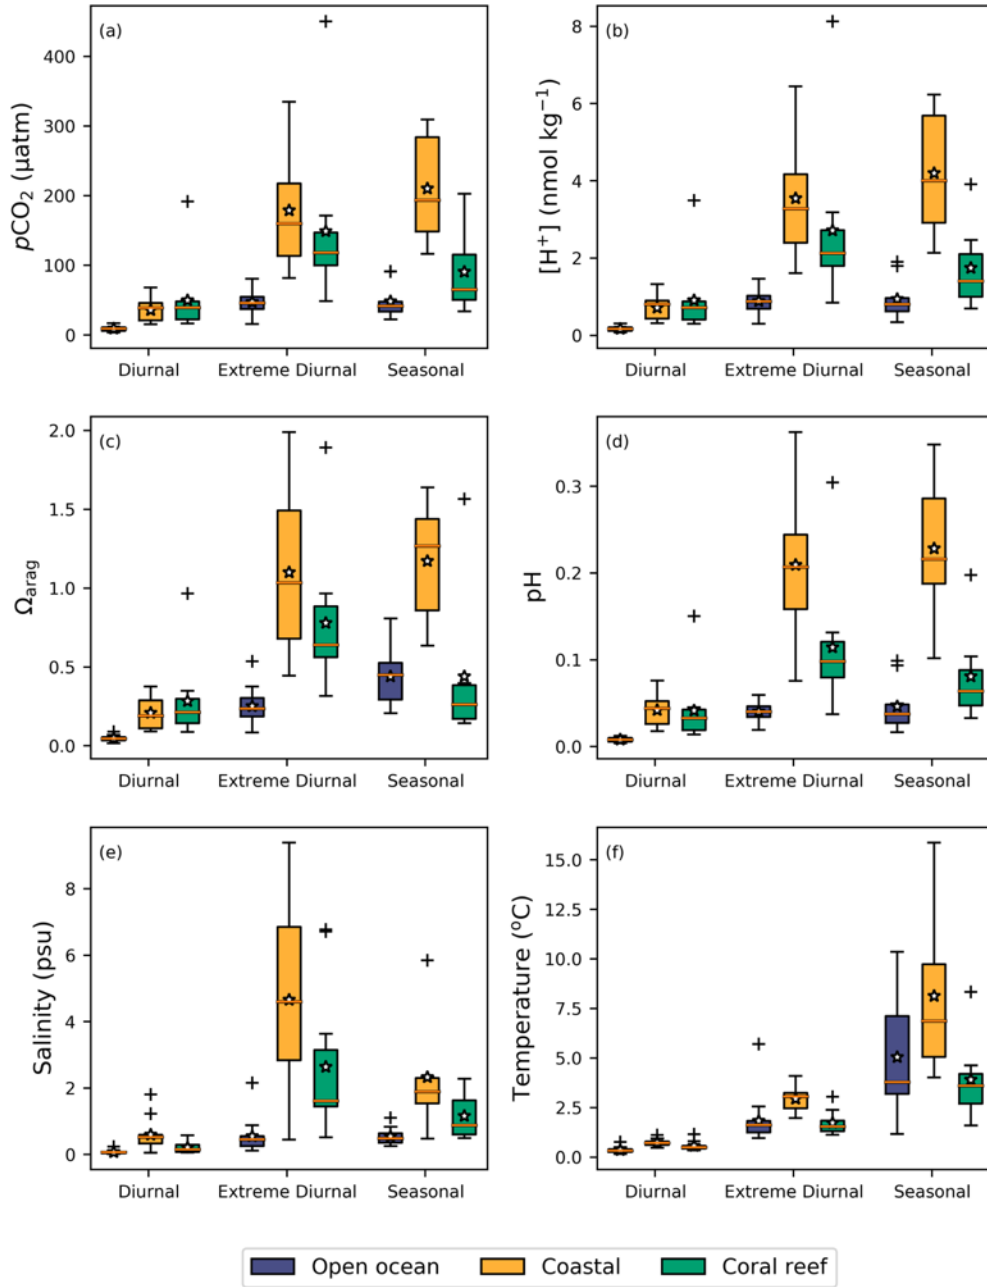 (a)
400
300
200
100
0
pCO₂ (µatm)
Diurnal Extreme Diurnal Seasonal
(b)
8
6
4
2
0
[H⁺] (nmol kg⁻¹)
Diurnal Extreme Diurnal Seasonal
(c)
2.0
1.5
1.0
0.5
0.0
Ωarag
Diurnal Extreme Diurnal Seasonal
(d)
0.3
0.2
0.1
0.0
pH
Diurnal Extreme Diurnal Seasonal
(e)
8
6
4
2
0
Salinity (psu)
Diurnal Extreme Diurnal Seasonal
(f)
15.0
12.5
10.0
7.5
5.0
2.5
0.0
Temperature (°C)
Diurnal Extreme Diurnal Seasonal
Open ocean Coastal Coral reef